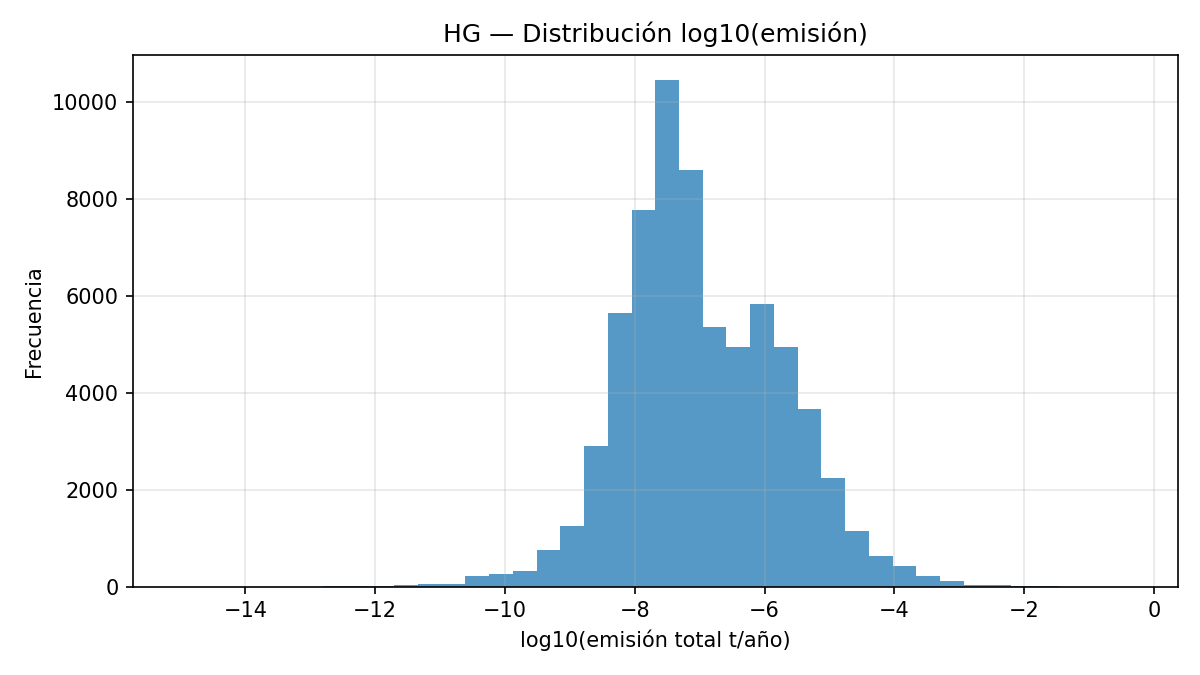 HG — Distribución log10(emisión)
Frecuencia
10000
8000
6000
4000
2000
0
−14 −12 −10 −8 −6 −4 −2 0
log10(emisión total t/año)